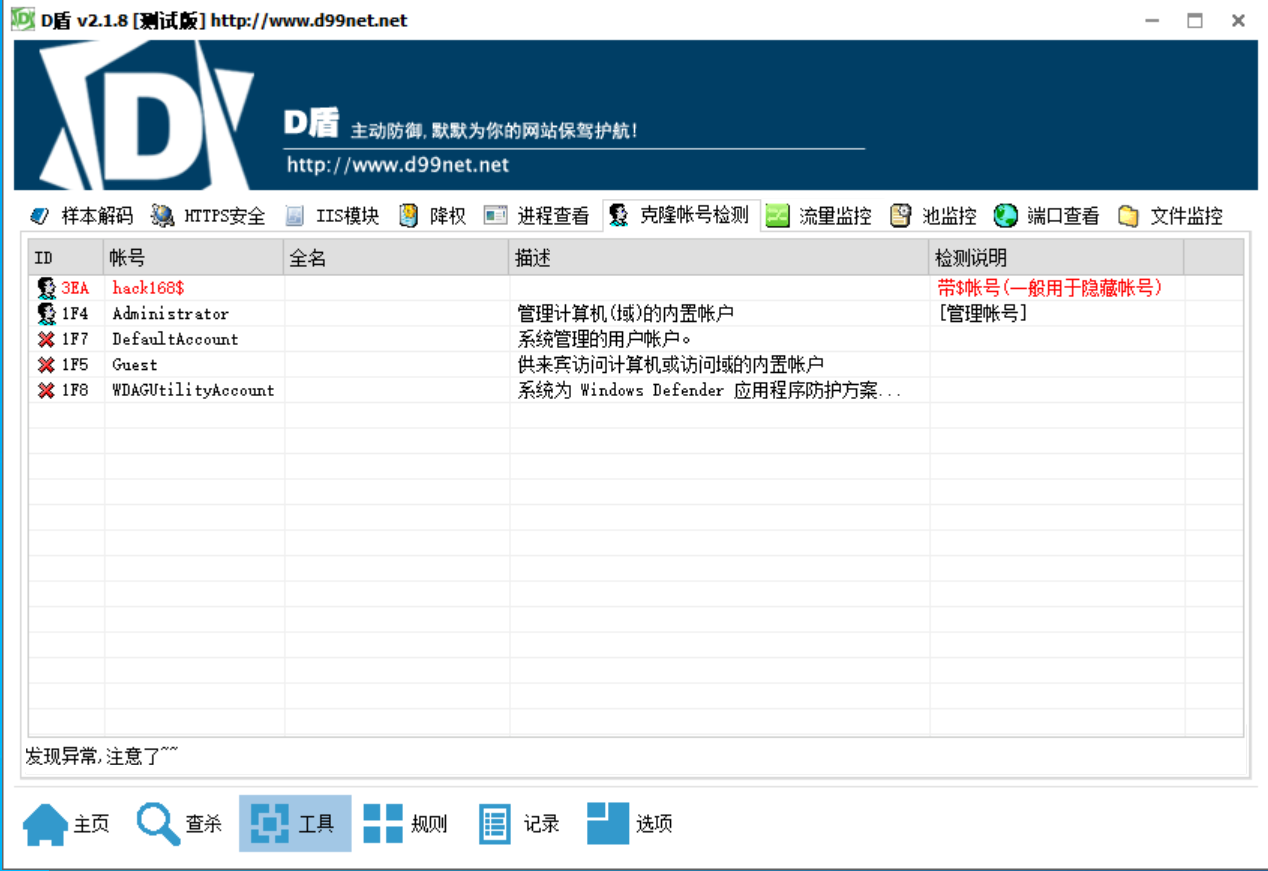 D盾 v2.1.8 [测试版] http://www.d99net.net
D盾 主动防御,默默为你的网站保驾护航!
http://www.d99net.net
样本解码 HTTPS安全 IIS模块 降权 进程查看 克隆帐号检测 流量监控 池监控 端口查看 文件监控
ID 帐号 全名 描述 检测说明
3EA hack168$ 带$帐号(一般用于隐藏帐号)
1F4 Administrator 管理计算机(域)的内置帐户 [管理帐号]
1F7 DefaultAccount 系统管理的用户帐户。
1F5 Guest 供来宾访问计算机或访问域的内置帐户
1F8 WDAGUtilityAccount 系统为 Windows Defender 应用程序防护方案...
发现异常,注意了~~
主页 查杀 工具 规则 记录 选项